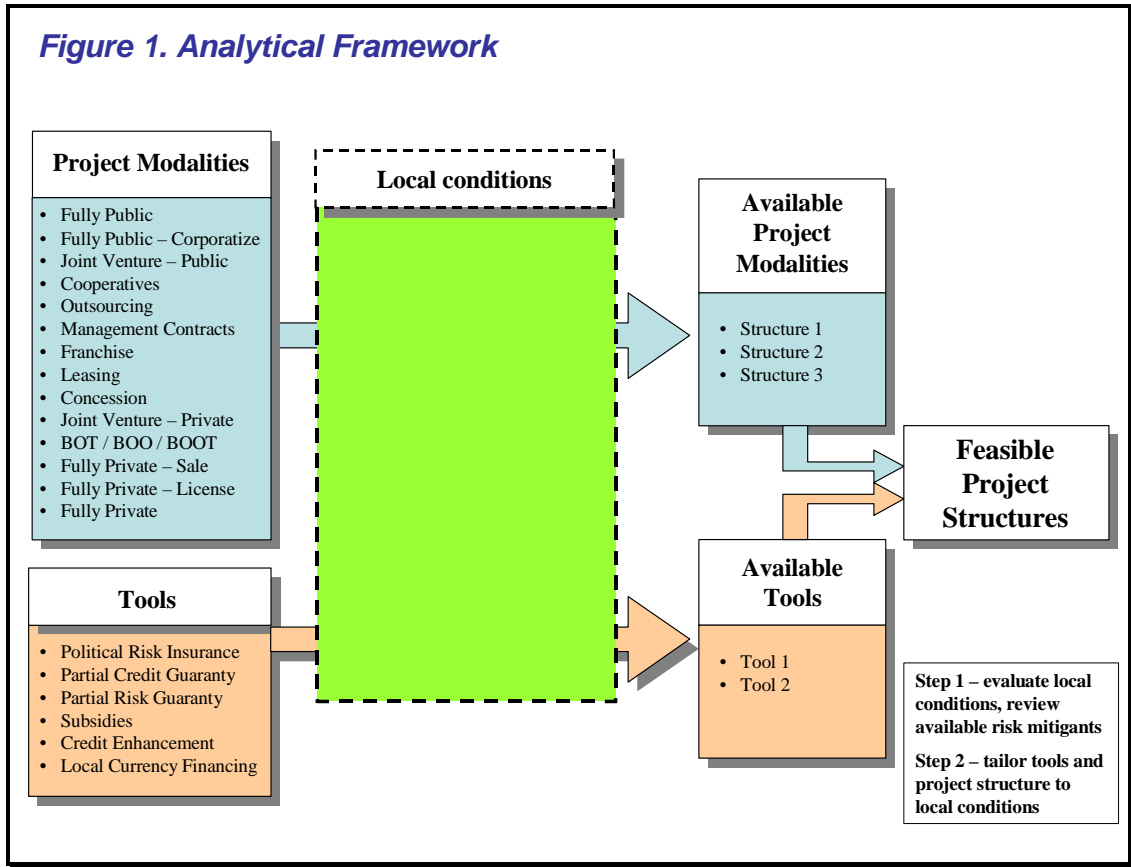 Figure 1. Analytical Framework
Project Modalities
• Fully Public
• Fully Public – Corporatize
• Joint Venture – Public
• Cooperatives
• Outsourcing
• Management Contracts
• Franchise
• Leasing
• Concession
• Joint Venture – Private
• BOT / BOO / BOOT
• Fully Private – Sale
• Fully Private – License
• Fully Private
Tools
• Political Risk Insurance
• Partial Credit Guaranty
• Partial Risk Guaranty
• Subsidies
• Credit Enhancement
• Local Currency Financing
Local conditions
Available
Project
Modalities
• Structure 1
• Structure 2
• Structure 3
Available
Tools
• Tool 1
• Tool 2
Feasible
Project
Structures
Step 1 – evaluate local
conditions, review
available risk mitigants
Step 2 – tailor tools and
project structure to
local conditions